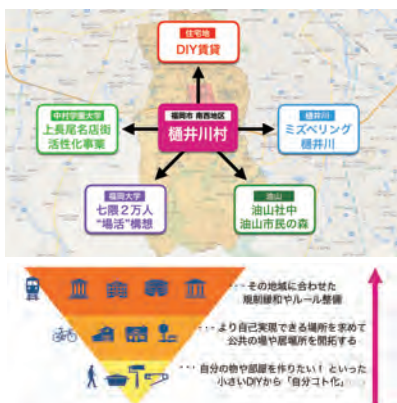 住宅地
DIY賃貸
中村学園大学
上長尾名店街
活性化事業
福岡市 南西地区
樋井川村
樋井川
ミズベリング
樋井川
福岡大学
七隈2万人
“場活”構想
油山
油山社中
油山市民の森
・・・その地域に合わせた
規制緩和やルール整備
・・・より自己実現できる場所を求めて
公共の場や居場所を開拓する
・・・自分の物や部屋を作りたい！といった
小さいDIYから「自分コト化」